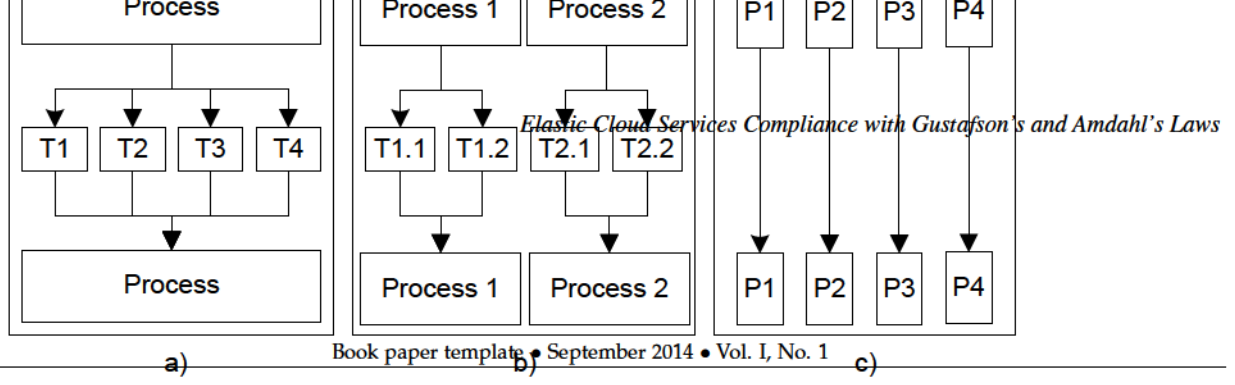 Process
Process 1
Process 2
P1
P2
P3
P4
Elastic Cloud Services Compliance with Gustafson's and Amdahl's Laws
T1
T2
T3
T4
T1.1
T1.2
T2.1
T2.2
Process
Process 1
Process 2
P1
P2
P3
P4
Book paper template • September 2014 • Vol. I, No. 1
a)
b)
c)